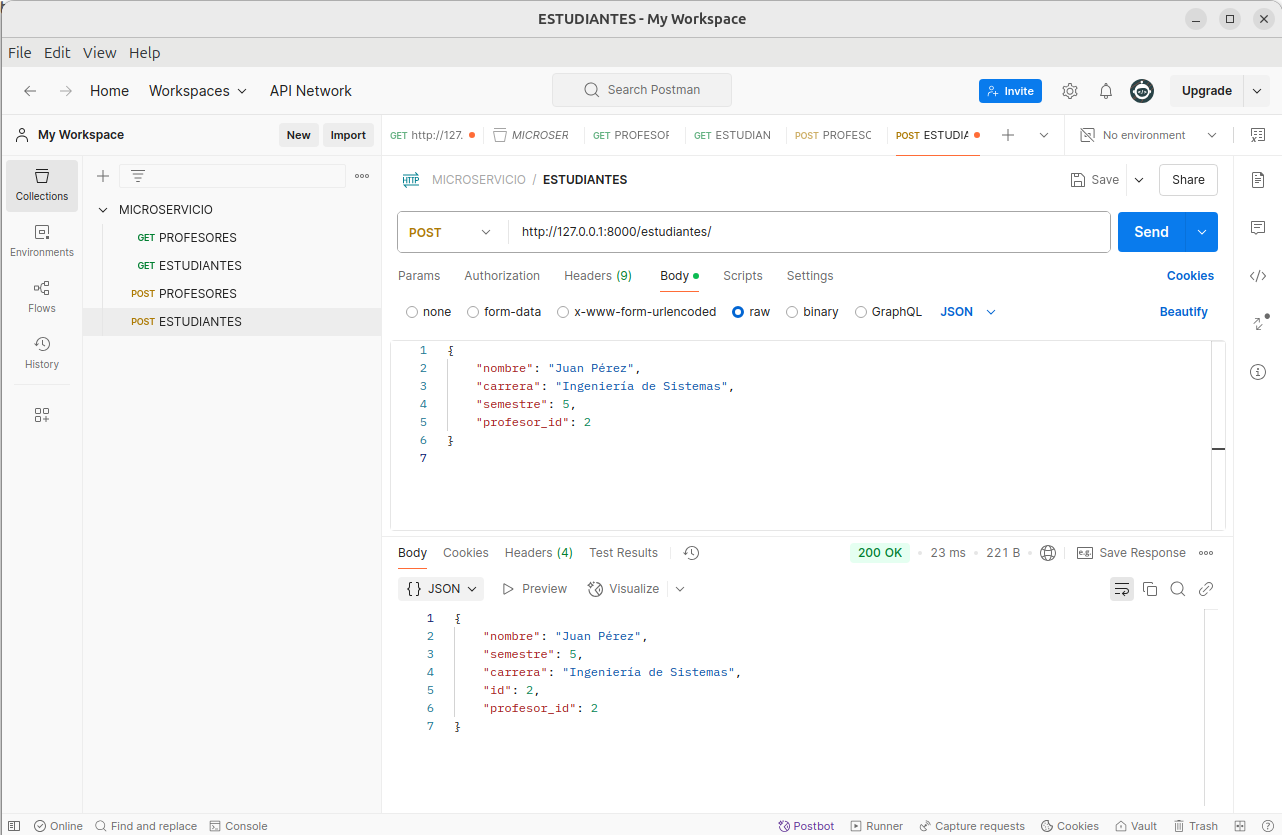 ESTUDIANTES - My Workspace
File Edit View Help
Home Workspaces API Network Search Postman Invite Upgrade
My Workspace New Import GET http://127. MICROSER GET PROFESOF GET ESTUDIAN POST PROFESC POST ESTUDIA No environment
Collections
Environments
Flows
History
MICROSERVICIO
GET PROFESORES
GET ESTUDIANTES
POST PROFESORES
POST ESTUDIANTES
HTTP MICROSERVICIO / ESTUDIANTES Save Share
POST http://127.0.0.1:8000/estudiantes/ Send
Params Authorization Headers (9) Body Scripts Settings Cookies
none form-data x-www-form-urlencoded raw binary GraphQL JSON Beautify
1 {
2 "nombre": "Juan Pérez",
3 "carrera": "Ingeniería de Sistemas",
4 "semestre": 5,
5 "profesor_id": 2
6 }
7
Body Cookies Headers (4) Test Results 200 OK 23 ms 221 B e.g. Save Response
{} JSON Preview Visualize
1 {
2 "nombre": "Juan Pérez",
3 "semestre": 5,
4 "carrera": "Ingeniería de Sistemas",
5 "id": 2,
6 "profesor_id": 2
7 }
Online Find and replace Console Postbot Runner Capture requests Cookies Vault Trash